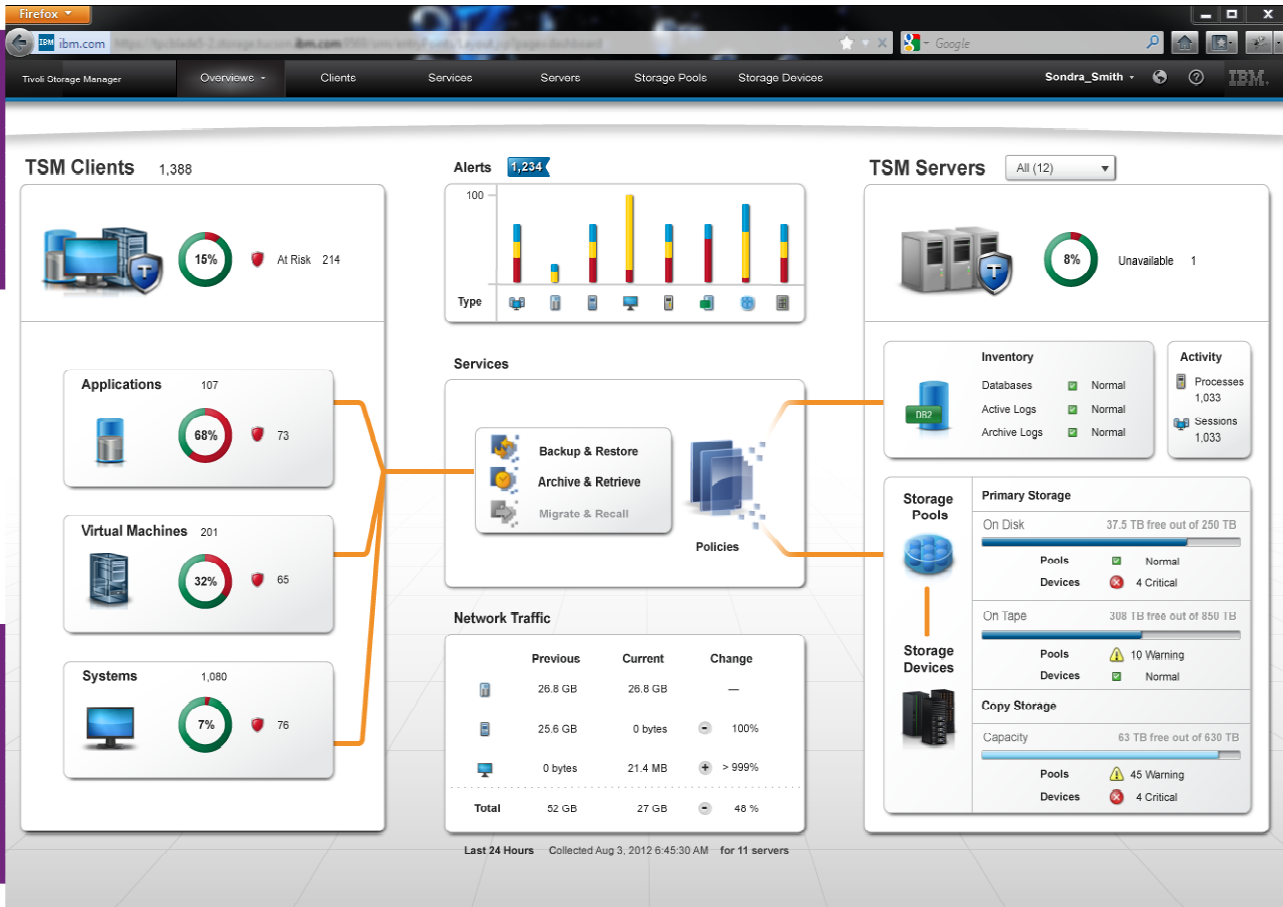 Firefox
IBM ibm.com
Google
Tivoli Storage Manager Overviews Clients Services Servers Storage Pools Storage Devices Sondra_Smith IBM.
TSM Clients 1,388
15% At Risk 214
T
Applications 107
68% 73
Virtual Machines 201
32% 65
Systems 1,080
7% 76
Alerts 1,234
100
Type
Services
Backup & Restore
Archive & Retrieve
Migrate & Recall
Policies
Network Traffic
Previous Current Change
26.8 GB 26.8 GB —
25.6 GB 0 bytes 100%
0 bytes 21.4 MB > 999%
Total 52 GB 27 GB 48 %
Last 24 Hours Collected Aug 3, 2012 6:45:30 AM for 11 servers
TSM Servers All (12)
T
8% Unavailable 1
Inventory
Databases Normal
Active Logs Normal
Archive Logs Normal
DB2
Activity
Processes
1,033
Sessions
1,033
Storage
Pools
Storage
Devices
Primary Storage
On Disk 37.5 TB free out of 250 TB
Pools Normal
Devices 4 Critical
On Tape 308 TB free out of 850 TB
Pools 10 Warning
Devices Normal
Copy Storage
Capacity 63 TB free out of 630 TB
Pools 45 Warning
Devices 4 Critical